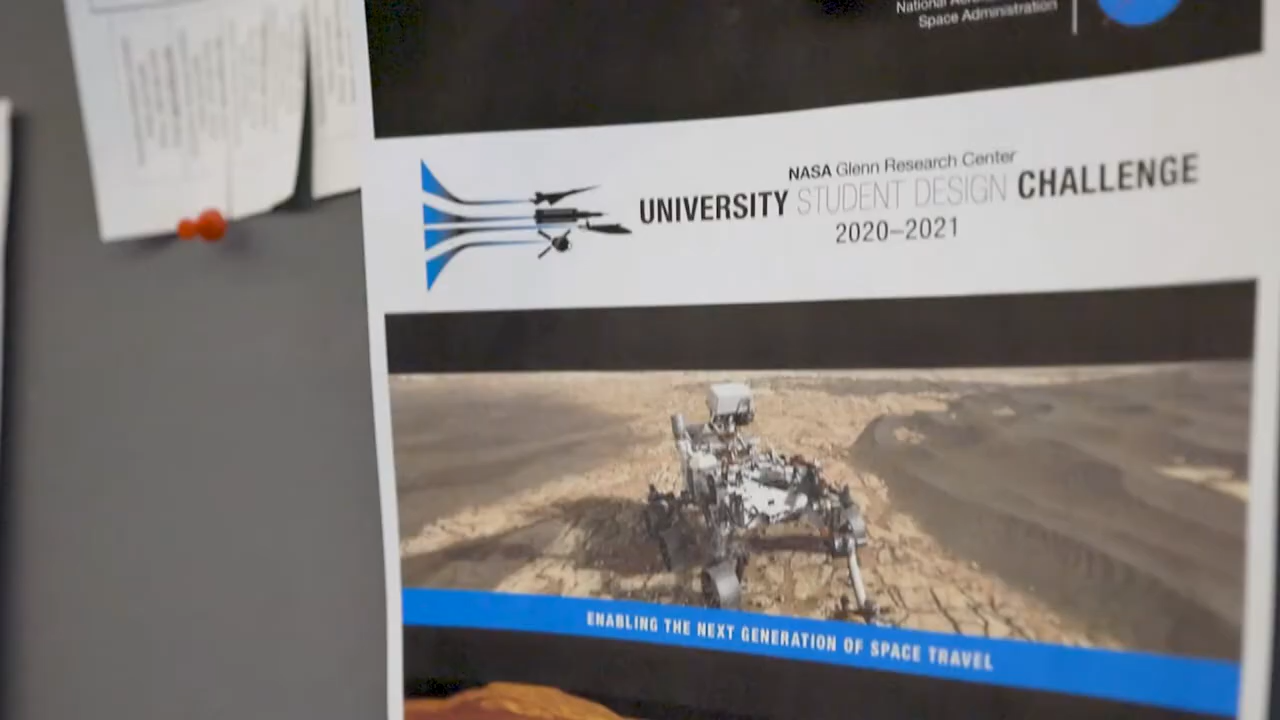 National
Space Administration
NASA Glenn Research Center
UNIVERSITY STUDENT DESIGN CHALLENGE
2020–2021
ENABLING THE NEXT GENERATION OF SPACE TRAVEL